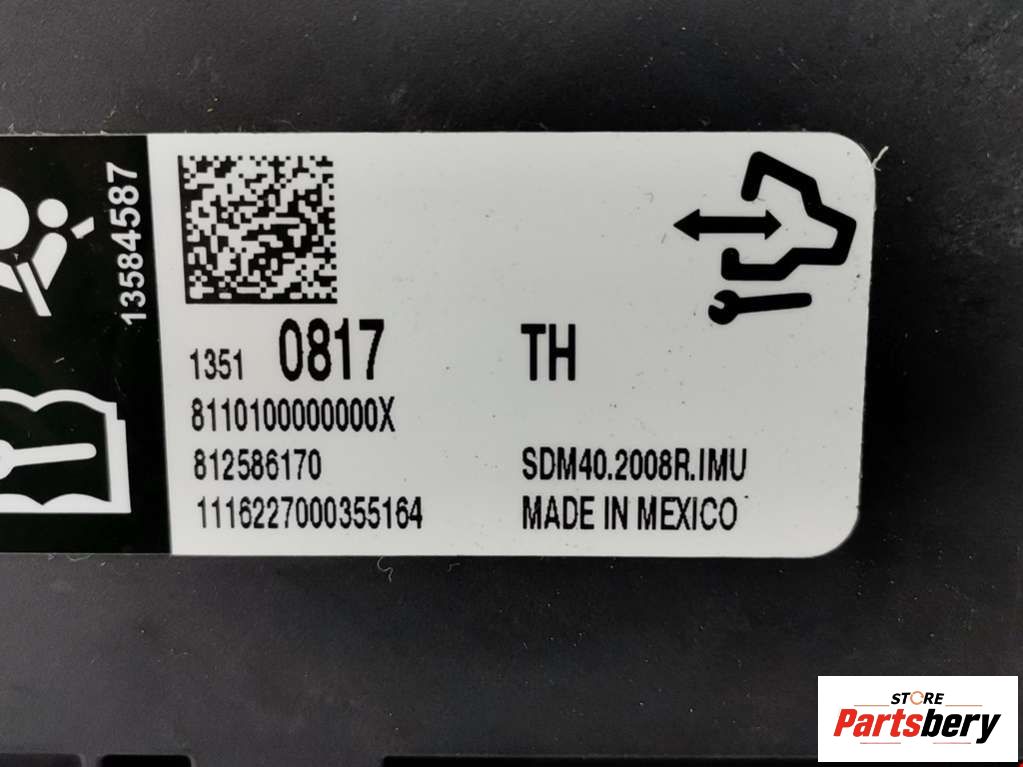 13584587
1351 0817 TH
8110100000000X
812586170 SDM40.2008R.IMU
1116227000355164 MADE IN MEXICO
STORE
Partsbery